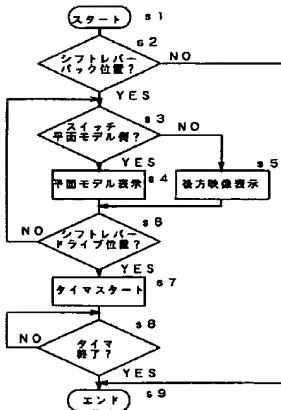 スタート s1
s2
シフトレバー NO
バック位置？
YES
s3
スイッチ NO
平面モデル側？
YES s5
平面モデル表示 s4 後方映像表示
s6
NO シフトレバー
ドライブ位置？
YES
タイマスタート s7
s8
NO タイマ
終了？
YES
エンド s9